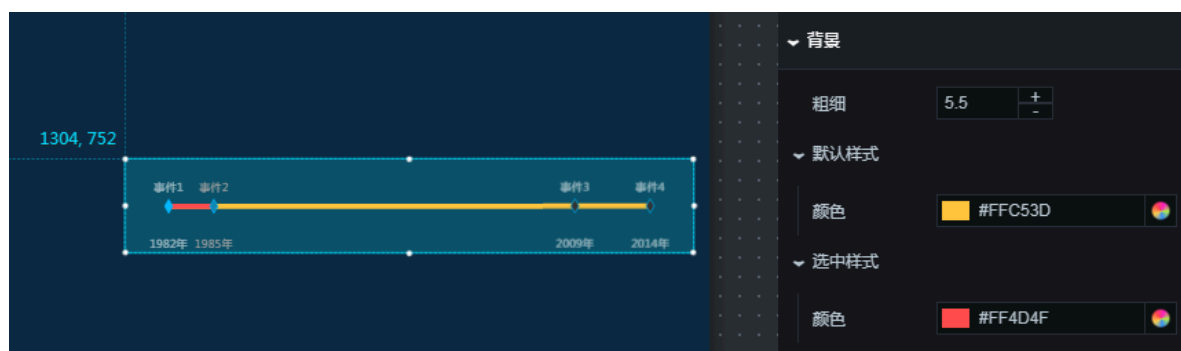 1304, 752
事件1 事件2 事件3 事件4
1982年 1985年 2009年 2014年
背景
粗细 5.5 + -
默认样式
颜色 #FFC53D
选中样式
颜色 #FF4D4F